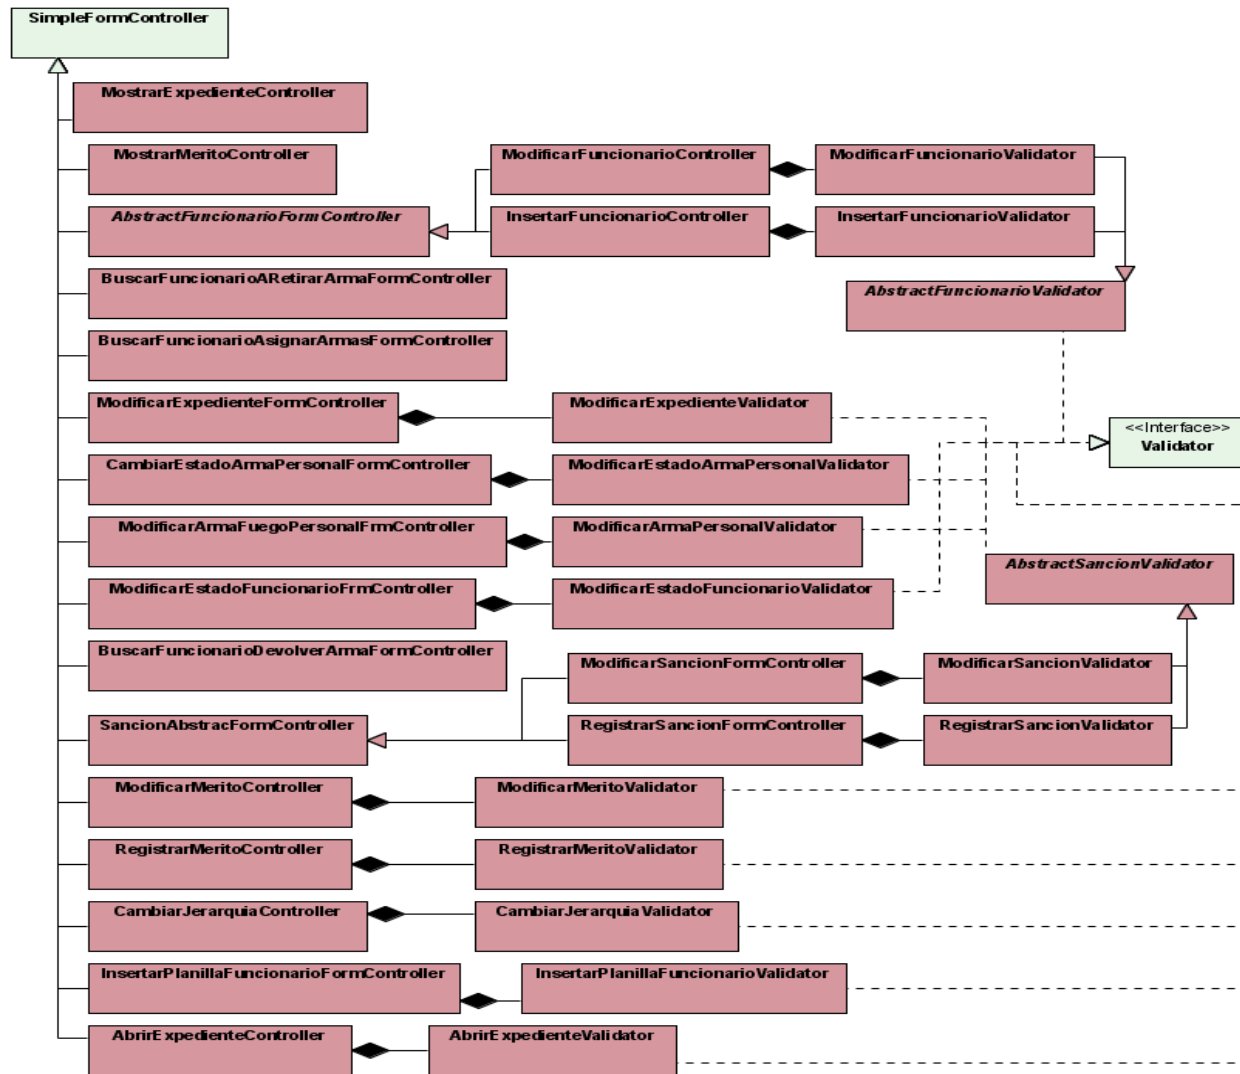 SimpleFormController
MostrarExpedienteController
MostrarMeritoController
ModificarFuncionarioController
ModificarFuncionarioValidator
AbstractFuncionarioFormController
InsertarFuncionarioController
InsertarFuncionarioValidator
BuscarFuncionarioARetirarArmaFormController
AbstractFuncionarioValidator
BuscarFuncionarioAsignarArmasFormController
ModificarExpedienteFormController
ModificarExpedienteValidator
<<Interface>>
Validator
CambiarEstadoArmaPersonalFormController
ModificarEstadoArmaPersonalValidator
ModificarArmaFuegoPersonalFrmController
ModificarArmaPersonalValidator
AbstractSancionValidator
ModificarEstadoFuncionarioFrmController
ModificarEstadoFuncionarioValidator
BuscarFuncionarioDevolverArmaFormController
ModificarSancionFormController
ModificarSancionValidator
SancionAbstracFormController
RegistrarSancionFormController
RegistrarSancionValidator
ModificarMeritoController
ModificarMeritoValidator
RegistrarMeritoController
RegistrarMeritoValidator
CambiarJerarquiaController
CambiarJerarquiaValidator
InsertarPlanillaFuncionarioFormController
InsertarPlanillaFuncionarioValidator
AbrirExpedienteController
AbrirExpedienteValidator